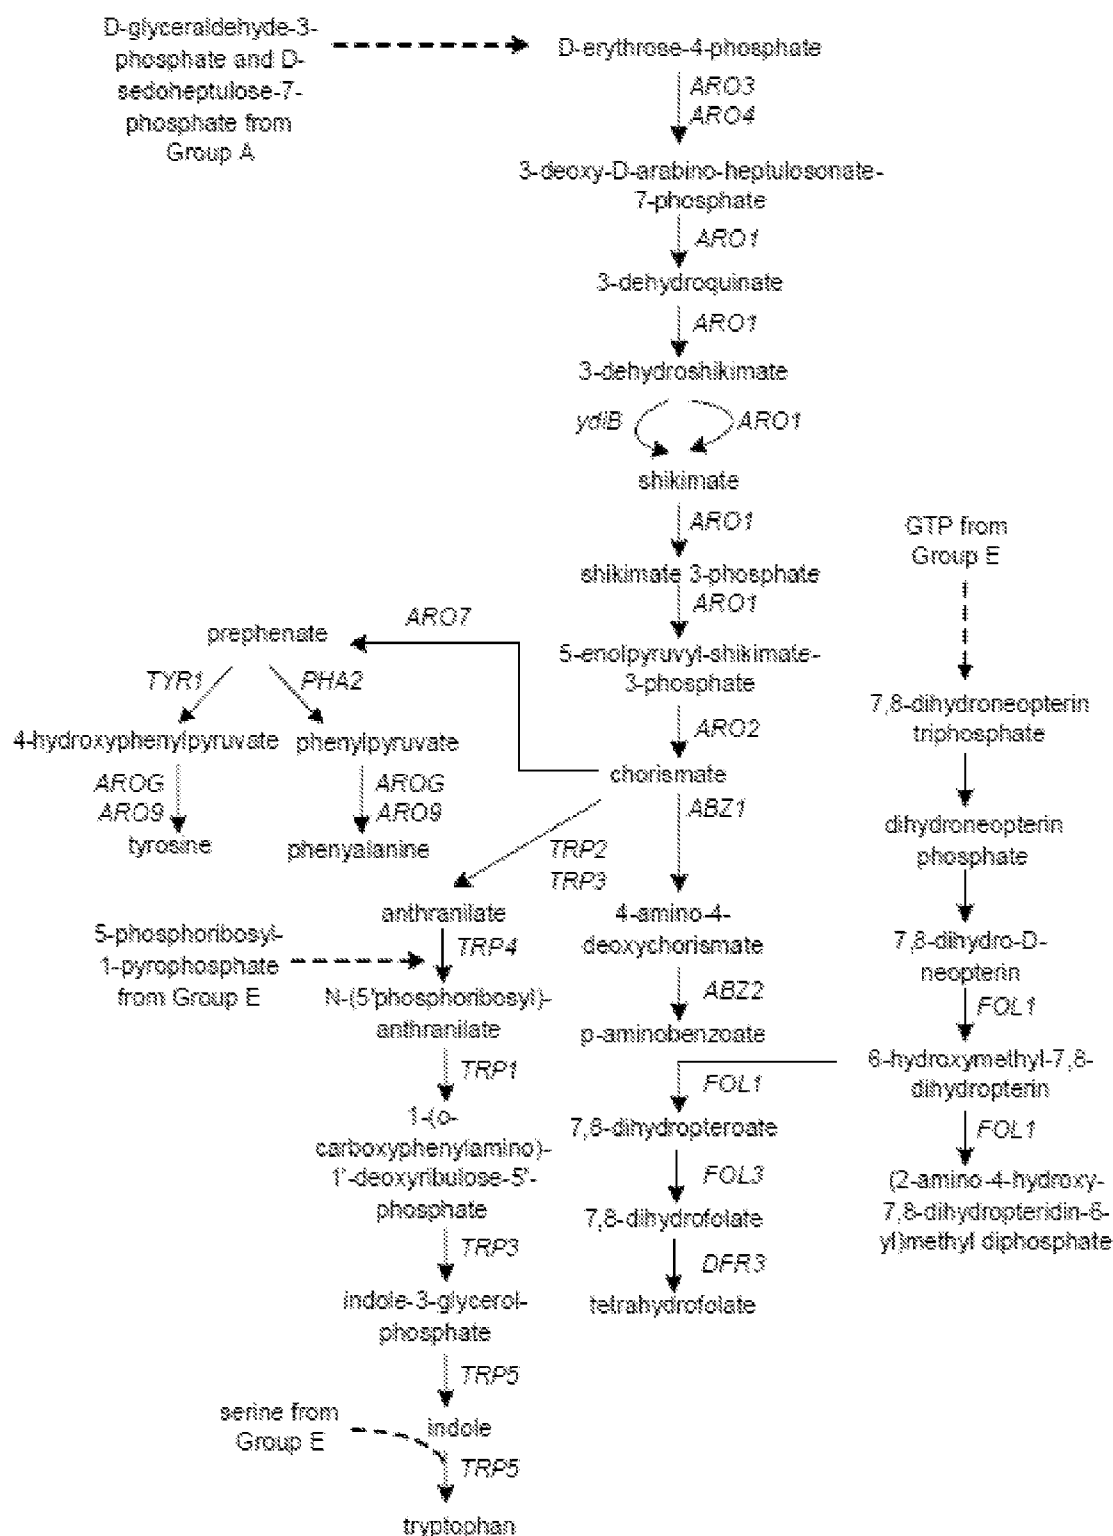 D-glyceraldehyde-3-
phosphate and D-
sedoheptulose-7-
phosphate from
Group A
D-erythrose-4-phosphate
ARO3
ARO4
3-deoxy-D-arabino-heptulosonate-
7-phosphate
ARO1
3-dehydroquinate
ARO1
3-dehydroshikimate
ydiB
ARO1
shikimate
ARO1
shikimate 3-phosphate
ARO1
5-enolpyruvyl-shikimate-
3-phosphate
ARO2
chorismate
ARO7
prephenate
TYR1
PHA2
4-hydroxyphenylpyruvate
phenylpyruvate
AROG
ARO9
AROG
ARO9
tyrosine
phenyalanine
TRP2
TRP3
anthranilate
5-phosphoribosyl-
1-pyrophosphate
from Group E
TRP4
N-(5'phosphoribosyl)-
anthranilate
TRP1
1-(o-
carboxyphenylamino)-
1'-deoxyribulose-5'-
phosphate
TRP3
indole-3-glycerol-
phosphate
TRP5
serine from
Group E
indole
TRP5
tryptophan
ABZ1
4-amino-4-
deoxychorismate
ABZ2
p-aminobenzoate
FOL1
7,8-dihydropteroate
FOL3
7,8-dihydrofolate
DFR3
tetrahydrofolate
GTP from
Group E
7,8-dihydroneopterin
triphosphate
dihydroneopterin
phosphate
7,8-dihydro-D-
neopterin
FOL1
6-hydroxymethyl-7,8-
dihydropterin
FOL1
(2-amino-4-hydroxy-
7,8-dihydropteridin-6-
yl)methyl diphosphate